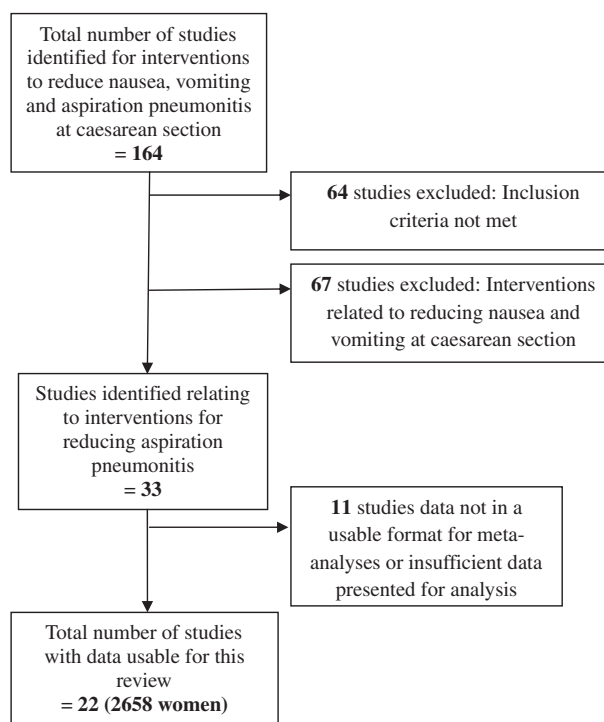 Total number of studies
identified for interventions
to reduce nausea, vomiting
and aspiration pneumonitis
at caesarean section
= 164
64 studies excluded: Inclusion
criteria not met
67 studies excluded: Interventions
related to reducing nausea and
vomiting at caesarean section
Studies identified relating
to interventions for
reducing aspiration
pneumonitis
= 33
11 studies data not in a
usable format for meta-
analyses or insufficient data
presented for analysis
Total number of studies
with data usable for this
review
= 22 (2658 women)